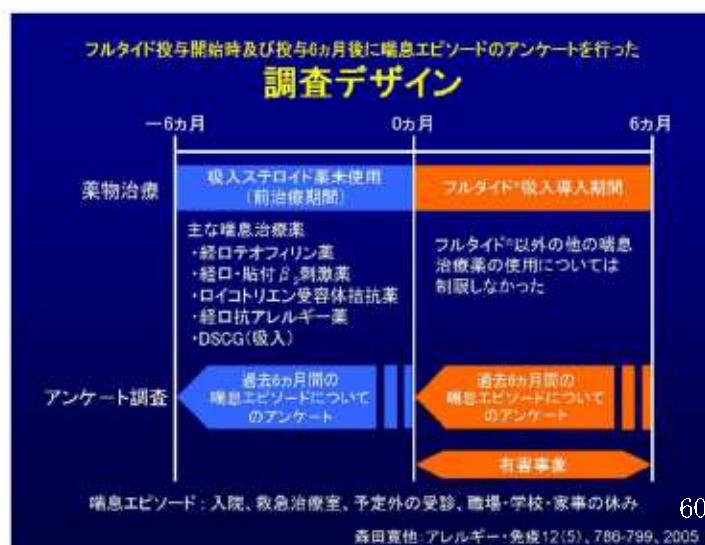 フルタイド投与開始時及び投与6ヵ月後に喘息エピソードのアンケートを行った
調査デザイン
－6ヵ月
0ヵ月
6ヵ月
薬物治療
吸入ステロイド薬未使用
(前治療期間)
フルタイド®吸入導入期間
主な喘息治療薬
・経口テオフィリン薬
・経口・貼付β₂刺激薬
・ロイコトリエン受容体拮抗薬
・経口抗アレルギー薬
・DSCG(吸入)
フルタイド®以外の他の喘息
治療薬の使用については
制限しなかった
アンケート調査
過去6ヵ月間の
喘息エピソードについて
のアンケート
過去6ヵ月間の
喘息エピソードについて
のアンケート
有害事象
喘息エピソード：入院、救急治療室、予定外の受診、職場・学校・家事の休み
60
森田寛他：アレルギー・免疫12(5)、786-799、2005